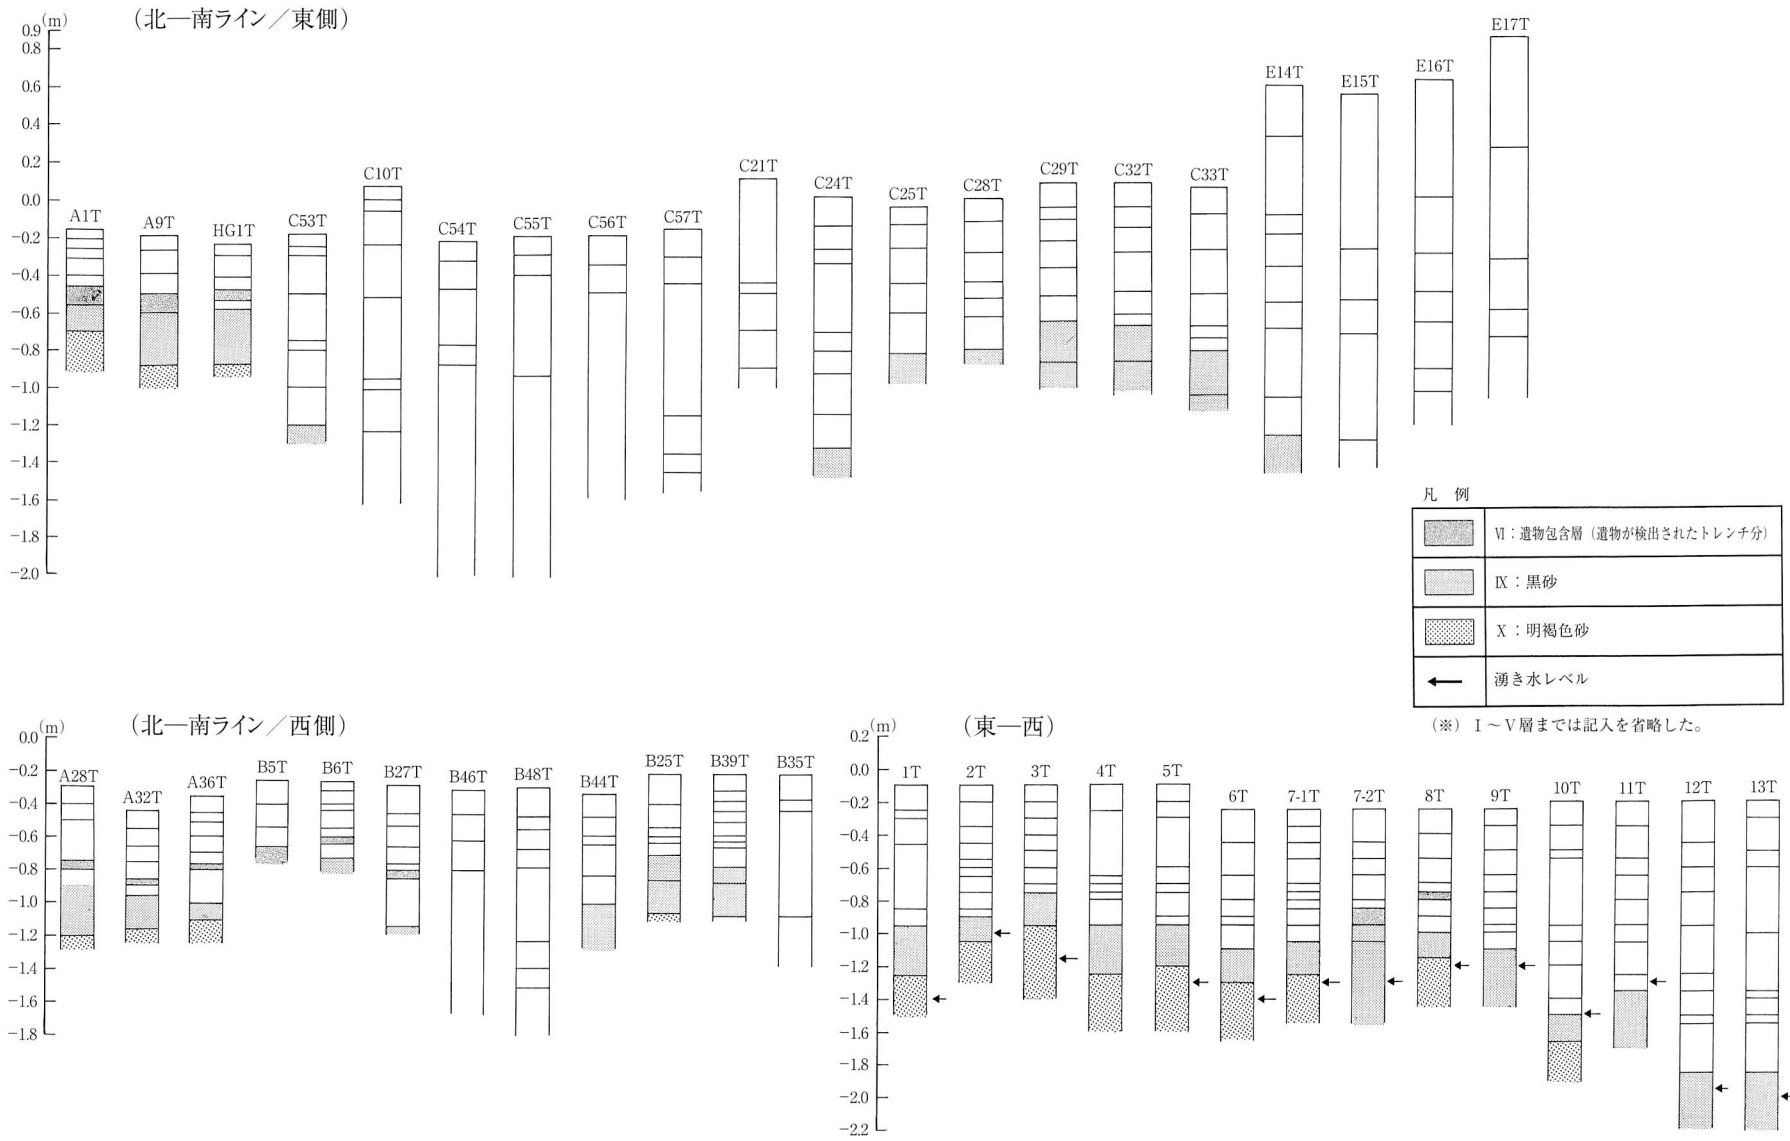 (m)
（北―南ライン／東側）
0.9
0.8
0.6
0.4
0.2
0.0
−0.2
−0.4
−0.6
−0.8
−1.0
−1.2
−1.4
−1.6
−1.8
−2.0
A1T
A9T
HG1T
C53T
C10T
C54T
C55T
C56T
C57T
C21T
C24T
C25T
C28T
C29T
C32T
C33T
E14T
E15T
E16T
E17T
凡　例
Ⅵ：遺物包含層（遺物が検出されたトレンチ分）
Ⅸ：黒砂
Ⅹ：明褐色砂
湧き水レベル
（※）Ⅰ～Ⅴ層までは記入を省略した。
(m)
（北―南ライン／西側）
0.0
−0.2
−0.4
−0.6
−0.8
−1.0
−1.2
−1.4
−1.6
−1.8
A28T
A32T
A36T
B5T
B6T
B27T
B46T
B48T
B44T
B25T
B39T
B35T
(m)
（東―西）
0.2
0.0
−0.2
−0.4
−0.6
−0.8
−1.0
−1.2
−1.4
−1.6
−1.8
−2.0
−2.2
1T
2T
3T
4T
5T
6T
7-1T
7-2T
8T
9T
10T
11T
12T
13T